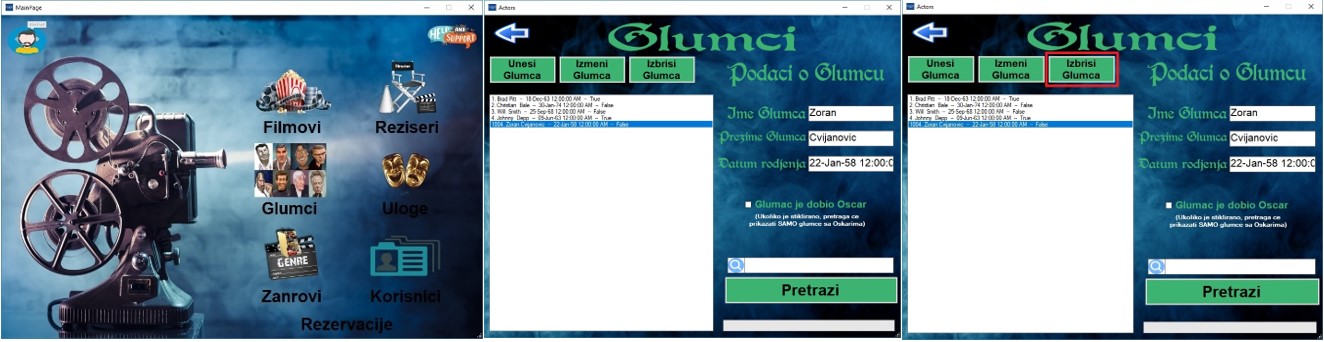 MainPage
HELP AND
SUPPORT
Filmovi
Reziseri
Glumci
Uloge
GENRE
Zanrovi
Korisnici
Rezervacije
Actors
Glumci
Unesi
Glumca
Izmeni
Glumca
Izbrisi
Glumca
Podaci o Glumcu
1. Brad Pitt - 18-Dec-63 12:00:00 AM - True
2. Christian Bale - 30-Jan-74 12:00:00 AM - False
3. Will Smith - 25-Sep-68 12:00:00 AM - False
4. Johnny Depp - 09-Jun-63 12:00:00 AM - True
1004. Zoran Cvijanovic - 22-Jan-58 12:00:00 AM - False
Ime Glumca Zoran
Prezime Glumca Cvijanovic
Datum rodjenja 22-Jan-58 12:00:0
Glumac je dobio Oscar
(Ukoliko je stiklirano, pretraga ce
prikazati SAMO glumce sa Oskarima)
Pretrazi
Actors
Glumci
Unesi
Glumca
Izmeni
Glumca
Izbrisi
Glumca
Podaci o Glumcu
1. Brad Pitt - 18-Dec-63 12:00:00 AM - True
2. Christian Bale - 30-Jan-74 12:00:00 AM - False
3. Will Smith - 25-Sep-68 12:00:00 AM - False
4. Johnny Depp - 09-Jun-63 12:00:00 AM - True
1004. Zoran Cvijanovic - 22-Jan-58 12:00:00 AM - False
Ime Glumca Zoran
Prezime Glumca Cvijanovic
Datum rodjenja 22-Jan-58 12:00:0
Glumac je dobio Oscar
(Ukoliko je stiklirano, pretraga ce
prikazati SAMO glumce sa Oskarima)
Pretrazi